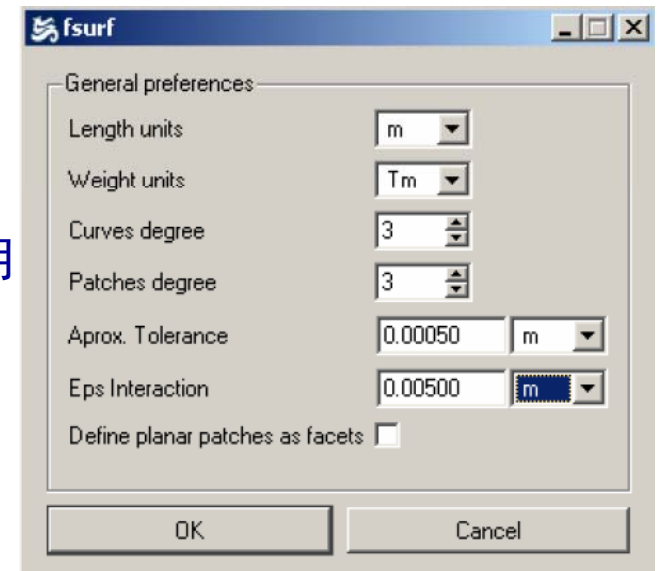 fsurf
General preferences
Length units m
Weight units Tm
Curves degree 3
Patches degree 3
Aprox. Tolerance 0.00050 m
Eps Interaction 0.00500 m
Define planar patches as facets
OK Cancel